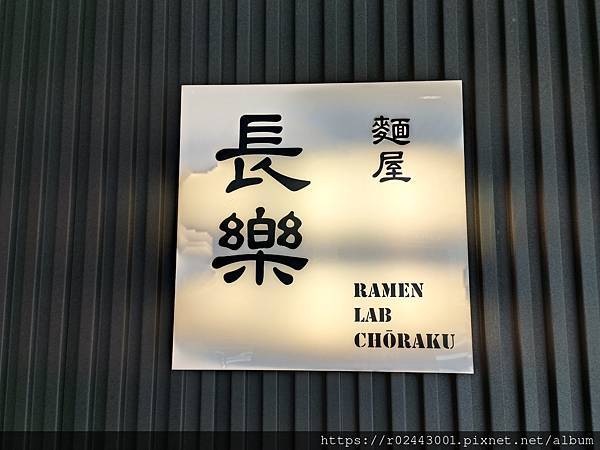 麵屋
長樂
RAMEN
LAB
CHŌRAKU
https://r02443001.pixnet.net/album